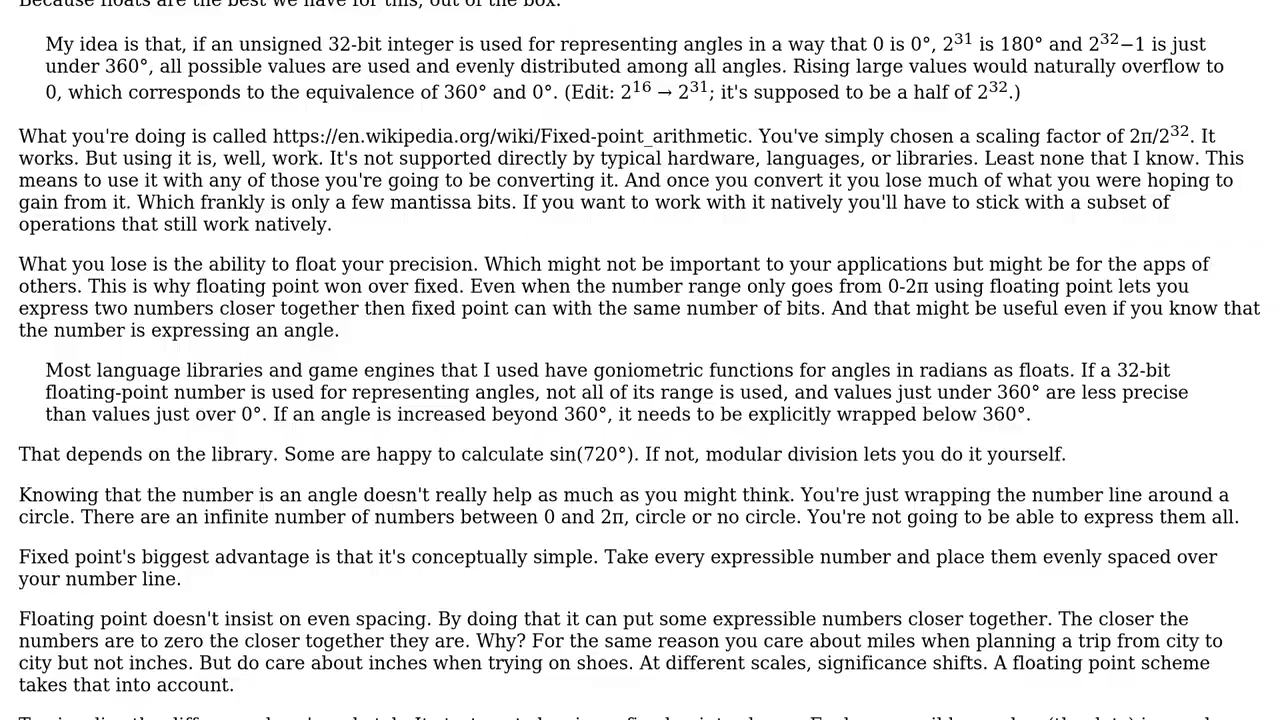 Because floats are the best we have for this, out of the box.
My idea is that, if an unsigned 32-bit integer is used for representing angles in a way that 0 is 0°, 2³¹ is 180° and 2³²−1 is just
under 360°, all possible values are used and evenly distributed among all angles. Rising large values would naturally overflow to
0, which corresponds to the equivalence of 360° and 0°. (Edit: 2¹⁶ → 2³¹; it's supposed to be a half of 2³².)
What you're doing is called https://en.wikipedia.org/wiki/Fixed-point_arithmetic. You've simply chosen a scaling factor of 2π/2³². It
works. But using it is, well, work. It's not supported directly by typical hardware, languages, or libraries. Least none that I know. This
means to use it with any of those you're going to be converting it. And once you convert it you lose much of what you were hoping to
gain from it. Which frankly is only a few mantissa bits. If you want to work with it natively you'll have to stick with a subset of
operations that still work natively.
What you lose is the ability to float your precision. Which might not be important to your applications but might be for the apps of
others. This is why floating point won over fixed. Even when the number range only goes from 0-2π using floating point lets you
express two numbers closer together then fixed point can with the same number of bits. And that might be useful even if you know that
the number is expressing an angle.
Most language libraries and game engines that I used have goniometric functions for angles in radians as floats. If a 32-bit
floating-point number is used for representing angles, not all of its range is used, and values just under 360° are less precise
than values just over 0°. If an angle is increased beyond 360°, it needs to be explicitly wrapped below 360°.
That depends on the library. Some are happy to calculate sin(720°). If not, modular division lets you do it yourself.
Knowing that the number is an angle doesn't really help as much as you might think. You're just wrapping the number line around a
circle. There are an infinite number of numbers between 0 and 2π, circle or no circle. You're not going to be able to express them all.
Fixed point's biggest advantage is that it's conceptually simple. Take every expressible number and place them evenly spaced over
your number line.
Floating point doesn't insist on even spacing. By doing that it can put some expressible numbers closer together. The closer the
numbers are to zero the closer together they are. Why? For the same reason you care about miles when planning a trip from city to
city but not inches. But do care about inches when trying on shoes. At different scales, significance shifts. A floating point scheme
takes that into account.